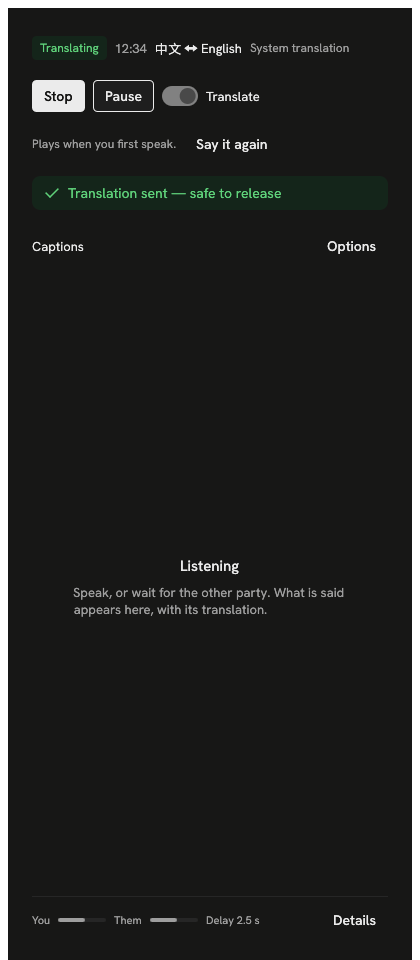 Translating 12:34 中文 ⬌ English System translation
Stop Pause Translate
Plays when you first speak. Say it again
Translation sent — safe to release
Captions Options
Listening
Speak, or wait for the other party. What is said
appears here, with its translation.
You Them Delay 2.5 s Details